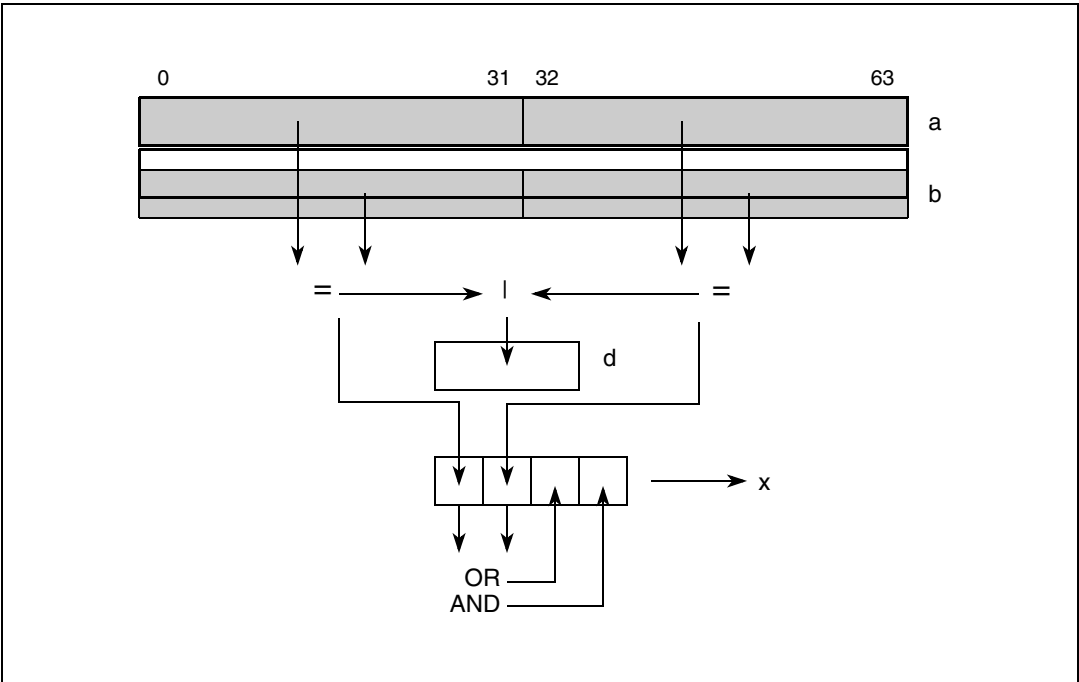 0 31 32 63
a
b
= | =
d
x
OR
AND